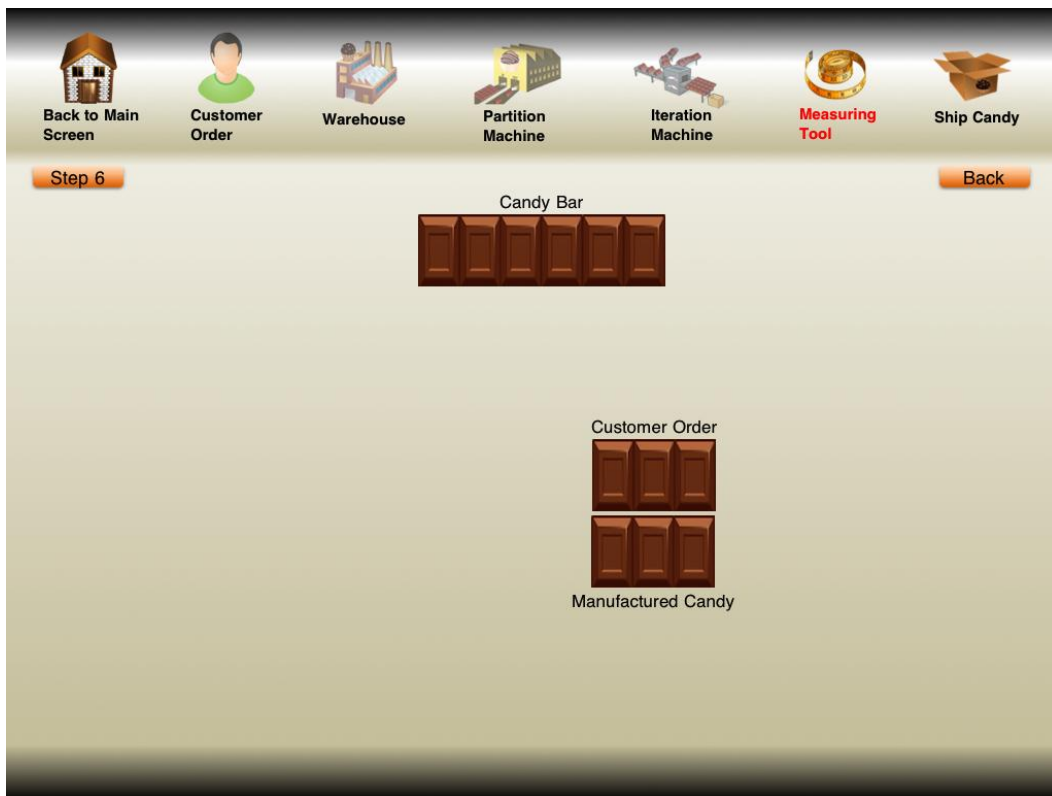 Back to Main
Screen
Customer
Order
Warehouse
Partition
Machine
Iteration
Machine
Measuring
Tool
Ship Candy
Step 6
Back
Candy Bar
Customer Order
Manufactured Candy